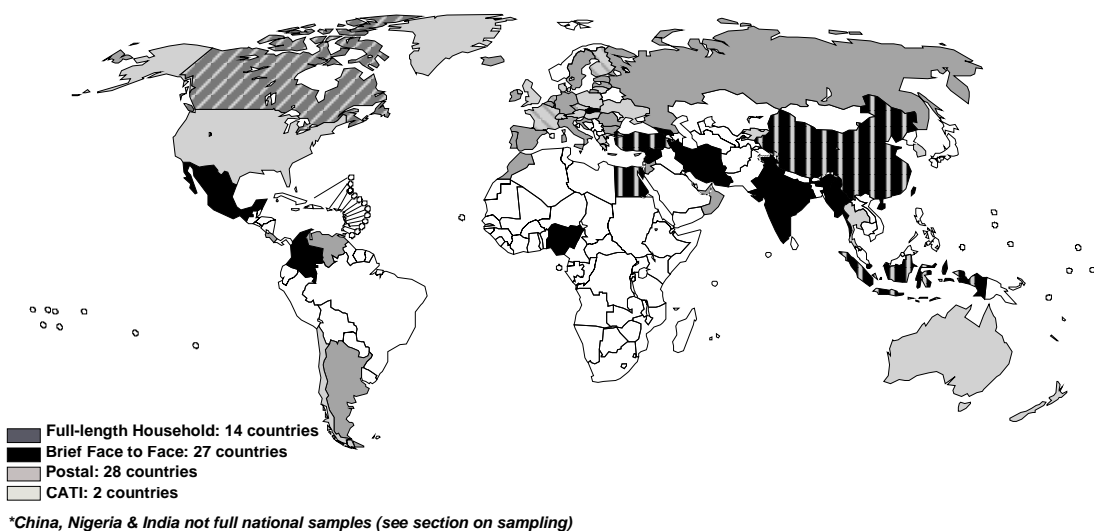 Full-length Household: 14 countries
Brief Face to Face: 27 countries
Postal: 28 countries
CATI: 2 countries
*China, Nigeria & India not full national samples (see section on sampling)